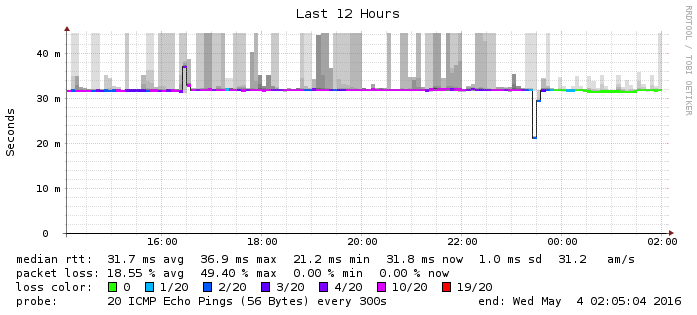 Last 12 Hours
RRDTOOL / TOBI OETIKER
Seconds
40 m
30 m
20 m
10 m
0
16:00 18:00 20:00 22:00 00:00 02:00
median rtt: 31.7 ms avg 36.9 ms max 21.2 ms min 31.8 ms now 1.0 ms sd 31.2 am/s
packet loss: 18.55 % avg 49.40 % max 0.00 % min 0.00 % now
loss color: 0 1/20 2/20 3/20 4/20 10/20 19/20
probe: 20 ICMP Echo Pings (56 Bytes) every 300s end: Wed May 4 02:05:04 2016